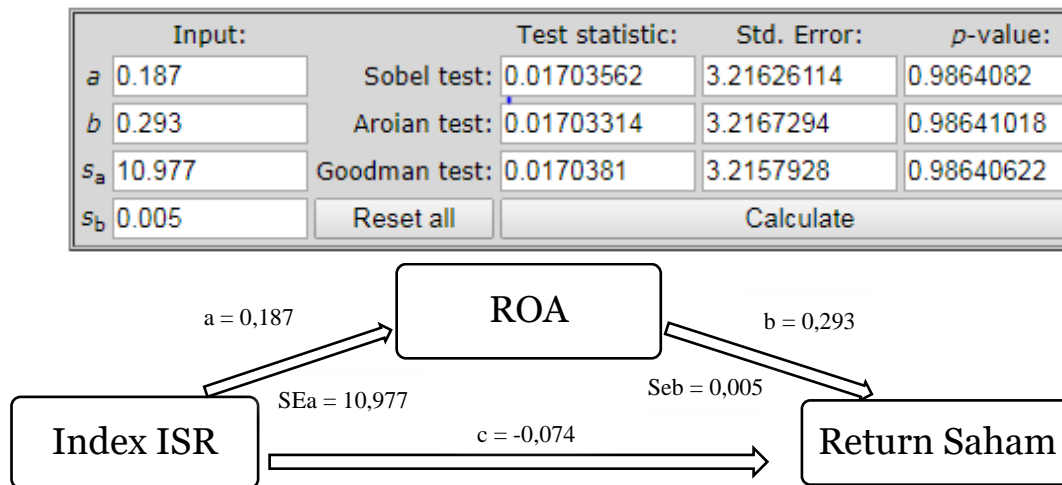 Input: Test statistic: Std. Error: p-value:
a 0.187 Sobel test: 0.01703562 3.21626114 0.9864082
b 0.293 Aroian test: 0.01703314 3.2167294 0.98641018
sa 10.977 Goodman test: 0.0170381 3.2157928 0.98640622
sb 0.005 Reset all Calculate
ROA
a = 0,187
b = 0,293
SEa = 10,977
Seb = 0,005
Index ISR
c = -0,074
Return Saham